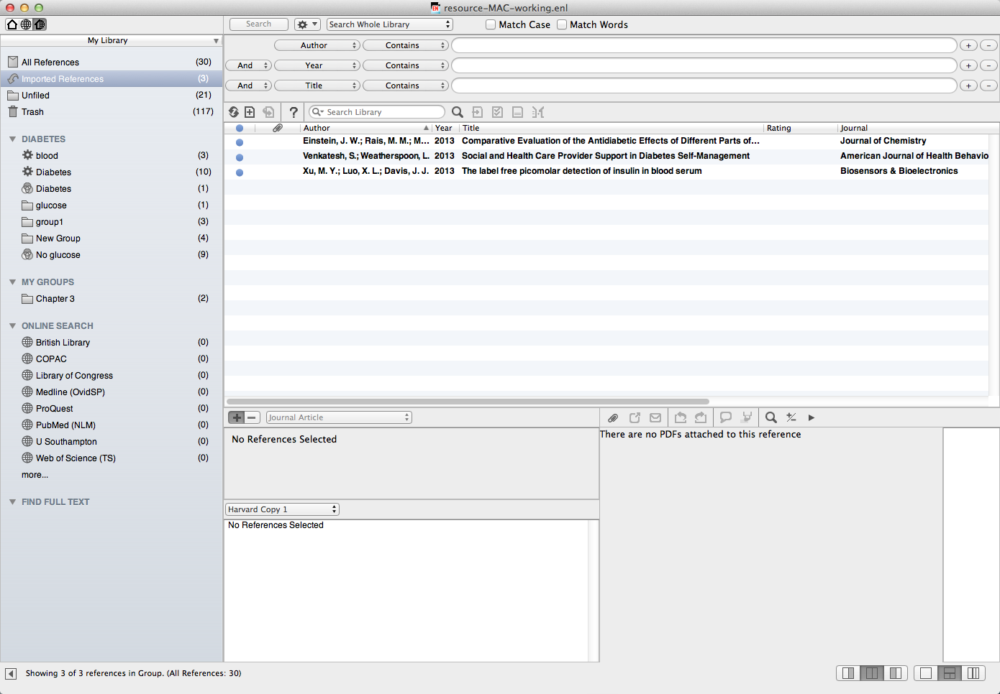 resource-MAC-working.enl
Search
Search Whole Library
Match Case
Match Words
My Library
Author Contains + -
And Year Contains + -
And Title Contains + -
All References (30)
Imported References (3)
Unfiled (21)
Trash (117)
DIABETES
blood (3)
Diabetes (10)
Diabetes (1)
glucose (1)
group1 (3)
New Group (4)
No glucose (9)
MY GROUPS
Chapter 3 (2)
ONLINE SEARCH
British Library (0)
COPAC (0)
Library of Congress (0)
Medline (OvidSP) (0)
ProQuest (0)
PubMed (NLM) (0)
U Southampton (0)
Web of Science (TS) (0)
more...
FIND FULL TEXT
? Search Library
Author Year Title Rating Journal
Einstein, J. W.; Rais, M. M.; M... 2013 Comparative Evaluation of the Antidiabetic Effects of Different Parts of... Journal of Chemistry
Venkatesh, S.; Weatherspoon, L. 2013 Social and Health Care Provider Support in Diabetes Self-Management American Journal of Health Behavio
Xu, M. Y.; Luo, X. L.; Davis, J. J. 2013 The label free picomolar detection of insulin in blood serum Biosensors & Bioelectronics
Journal Article
No References Selected
There are no PDFs attached to this reference
Harvard Copy 1
No References Selected
Showing 3 of 3 references in Group. (All References: 30)